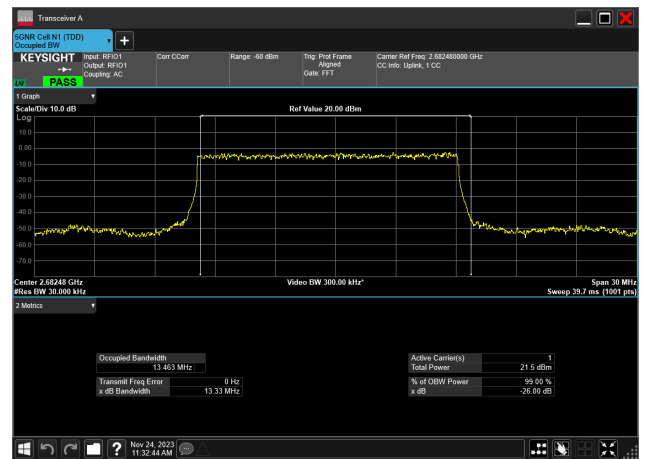 Transceiver A
5GNR Cell N1 (TDD)
Occupied BW
KEYSIGHT
LXI
PASS
Input: RFIO1
Output: RFIO1
Coupling: AC
Corr CCorr
Range: -60 dBm
Trig: Prot Frame
Aligned
Gate: FFT
Carrier Ref Freq: 2.682480000 GHz
CC Info: Uplink, 1 CC
1 Graph
Scale/Div 10.0 dB
Ref Value 20.00 dBm
Log
10.0
0.00
-10.0
-20.0
-30.0
-40.0
-50.0
-60.0
-70.0
Center 2.68248 GHz
Video BW 300.00 kHz*
Span 30 MHz
#Res BW 30.000 kHz
Sweep 39.7 ms (1001 pts)
2 Metrics
Occupied Bandwidth
13.463 MHz
Transmit Freq Error 0 Hz
x dB Bandwidth 13.33 MHz
Active Carrier(s) 1
Total Power 21.5 dBm
% of OBW Power 99.00 %
x dB -26.00 dB
?
Nov 24, 2023
11:32:44 AM